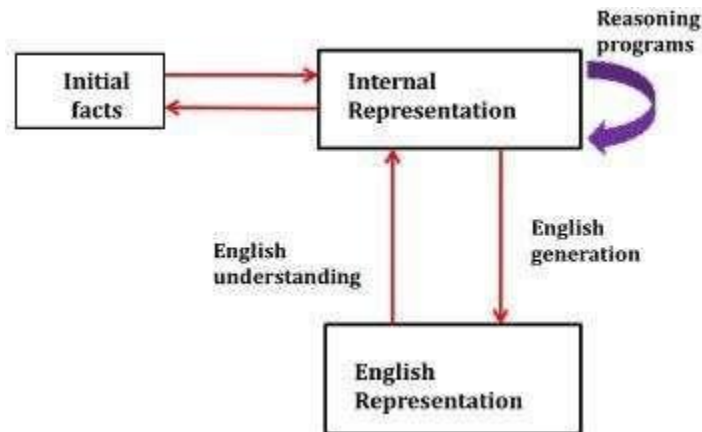 Reasoning
programs
Initial
facts
Internal
Representation
English
understanding
English
generation
English
Representation